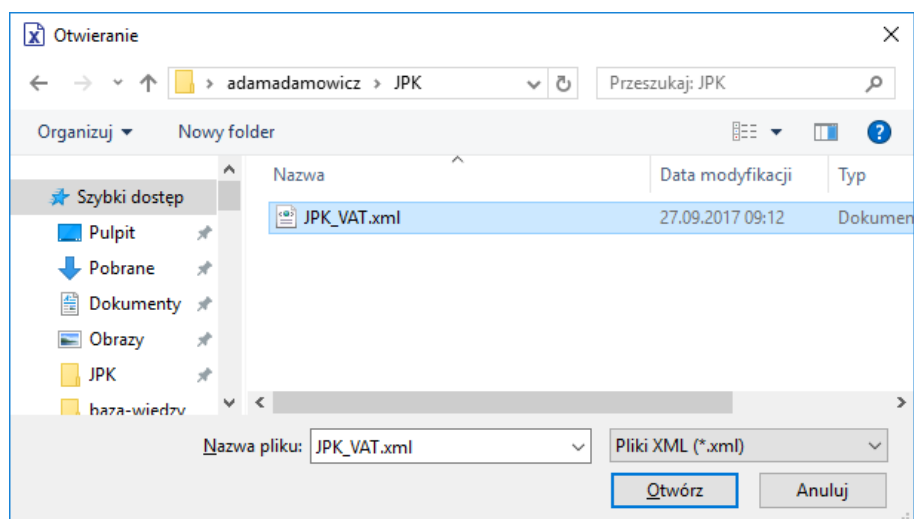 Otwieranie
adamadamowicz > JPK
Przeszukaj: JPK
Organizuj
Nowy folder
Nazwa
Data modyfikacji
Typ
Szybki dostęp
JPK_VAT.xml
27.09.2017 09:12
Dokumen
Pulpit
Pobrane
Dokumenty
Obrazy
JPK
baza-wiedzy
Nazwa pliku:
JPK_VAT.xml
Pliki XML (*.xml)
Otwórz
Anuluj